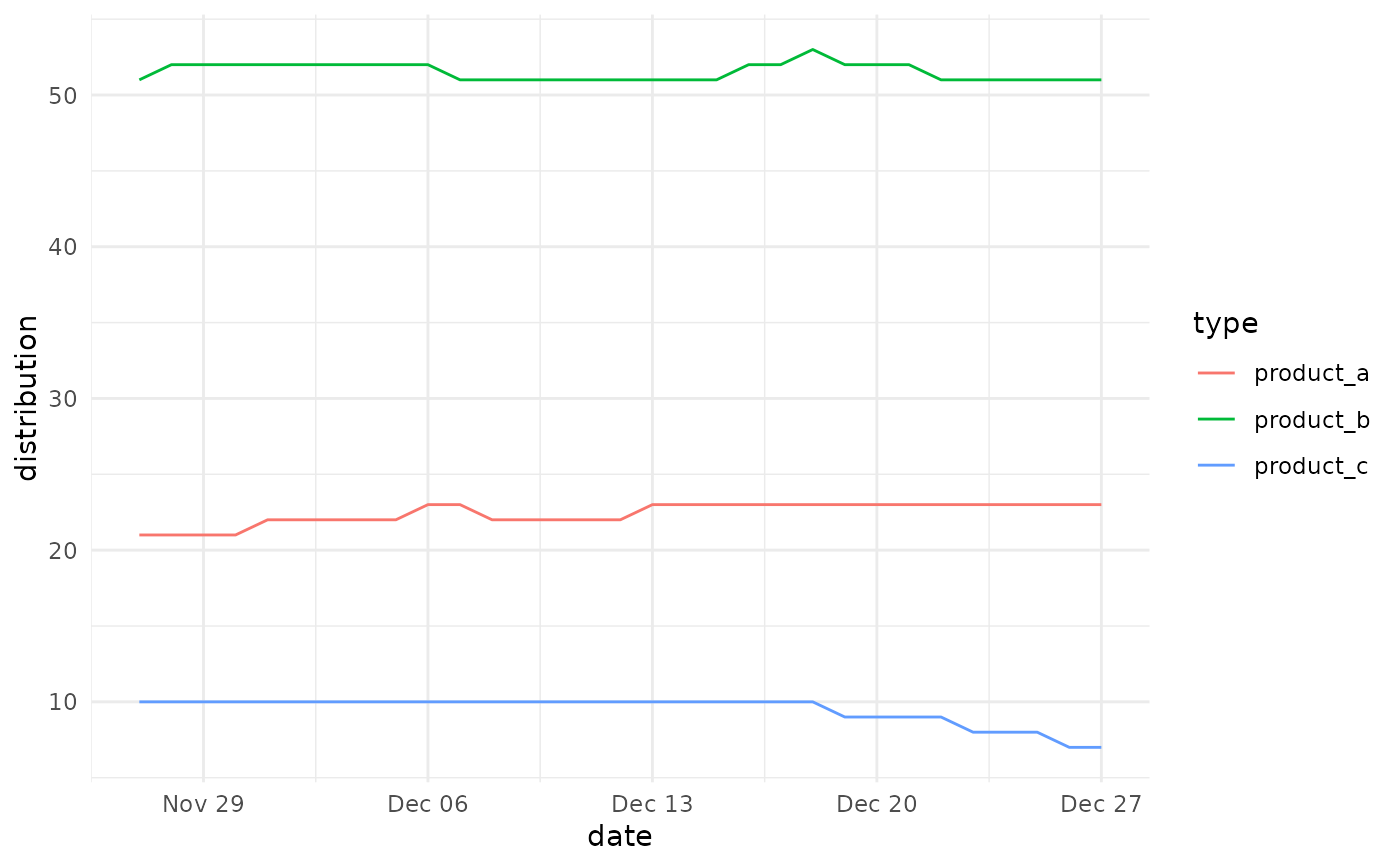 distribution
50
40
30
20
10
Nov 29
Dec 06
Dec 13
Dec 20
Dec 27
date
type
product_a
product_b
product_c